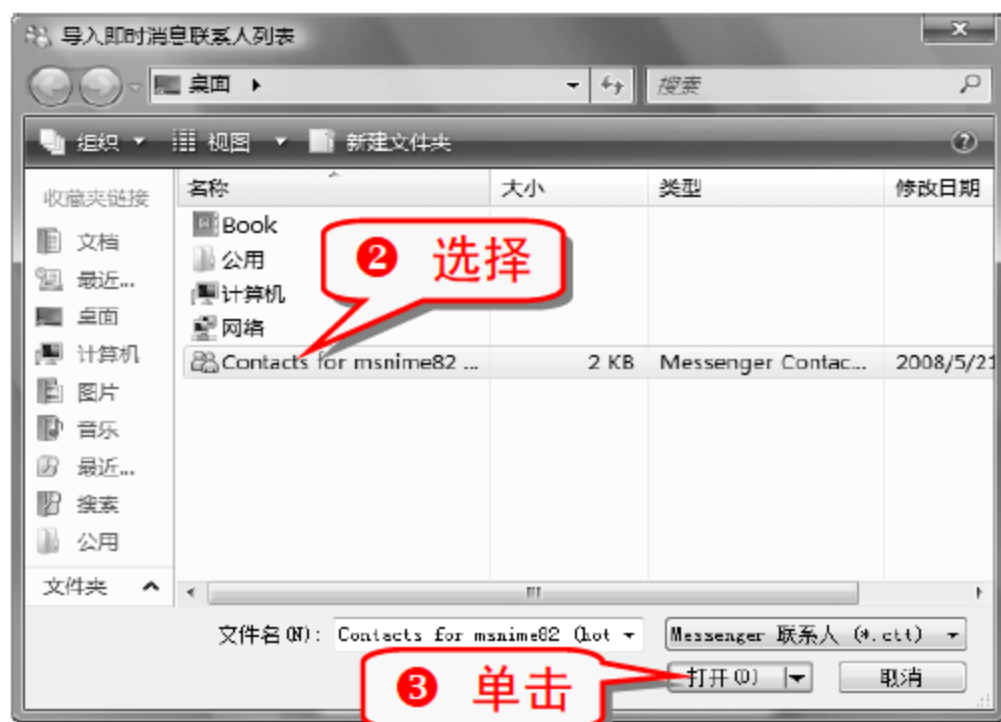 导入即时消息联系人列表
桌面
搜索
组织 视图 新建文件夹
收藏夹链接
文档
最近...
桌面
计算机
图片
音乐
最近...
搜索
公用
文件夹
名称 大小 类型 修改日期
Book
公用
计算机
网络
Contacts for msnime82 ... 2 KB Messenger Contac... 2008/5/21
❷ 选择
文件名(N): Contacts for msnime82 (hot Messenger 联系人 (*.ctt)
❸ 单击
打开(O) 取消